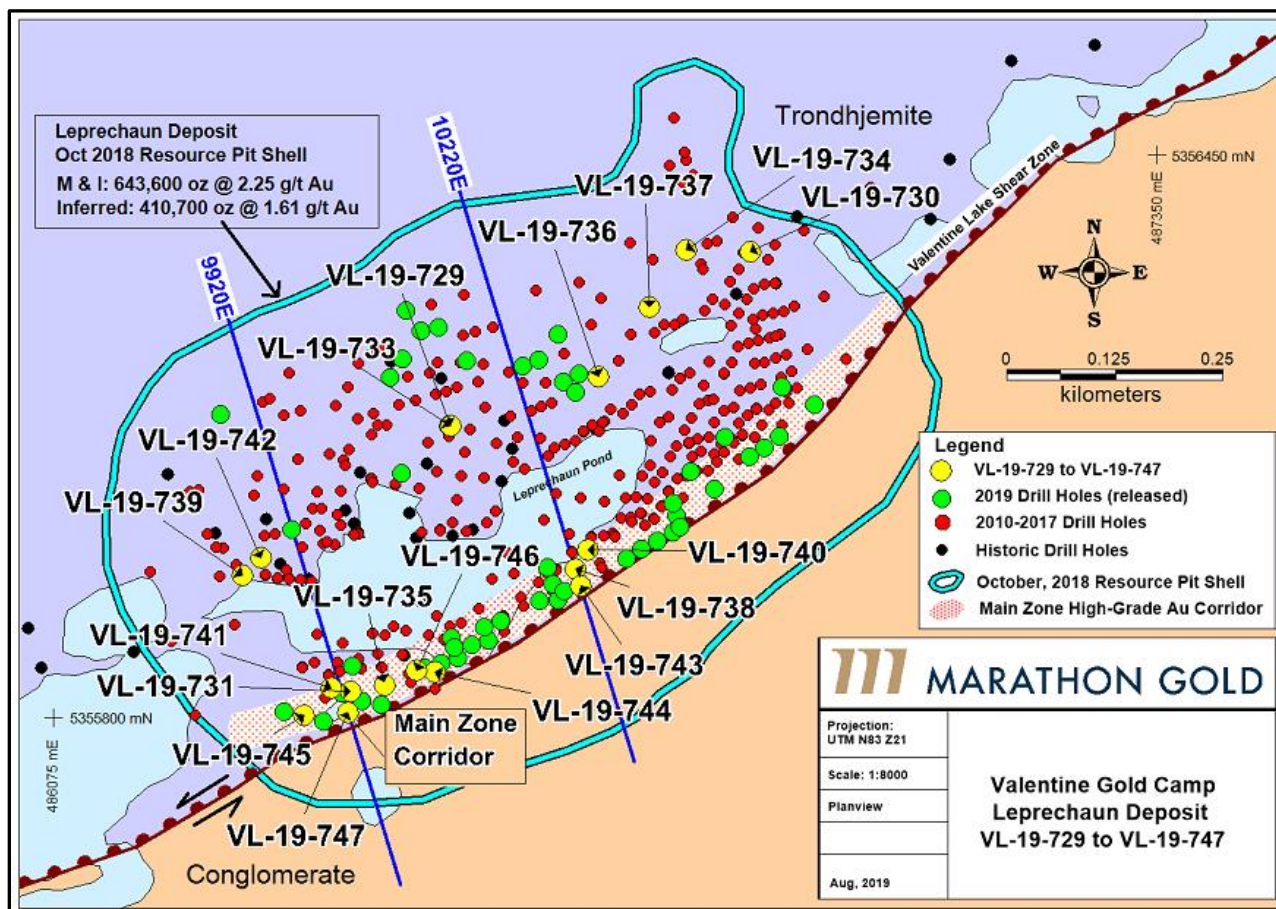 Leprechaun Deposit
Oct 2018 Resource Pit Shell
M & I: 643,600 oz @ 2.25 g/t Au
Inferred: 410,700 oz @ 1.61 g/t Au
Trondhjemite
VL-19-734
VL-19-730
VL-19-737
VL-19-736
VL-19-729
VL-19-733
VL-19-742
VL-19-739
9920E
10220E
Valentine Lake Shear Zone
5356450 mN
487350 mE
N
W
E
S
0
0.125
0.25
kilometers
Leprechaun Pond
VL-19-746
VL-19-735
VL-19-741
VL-19-731
VL-19-745
VL-19-747
VL-19-740
VL-19-738
VL-19-743
VL-19-744
Main Zone
Corridor
5355800 mN
486075 mE
Conglomerate
Legend
VL-19-729 to VL-19-747
2019 Drill Holes (released)
2010-2017 Drill Holes
Historic Drill Holes
October, 2018 Resource Pit Shell
Main Zone High-Grade Au Corridor
MARATHON GOLD
Projection:
UTM N83 Z21
Scale: 1:8000
Planview
Aug, 2019
Valentine Gold Camp
Leprechaun Deposit
VL-19-729 to VL-19-747